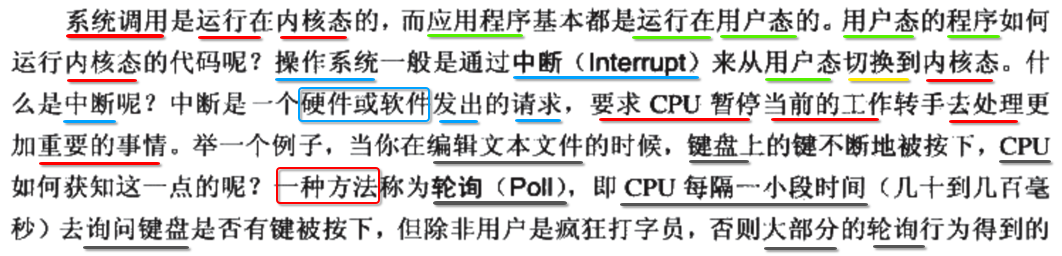 系统调用是运行在内核态的，而应用程序基本都是运行在用户态的。用户态的程序如何
运行内核态的代码呢？操作系统一般是通过中断（Interrupt）来从用户态切换到内核态。什
么是中断呢？中断是一个硬件或软件发出的请求，要求 CPU 暂停当前的工作转手去处理更
加重要的事情。举一个例子，当你在编辑文本文件的时候，键盘上的键不断地被按下，CPU
如何获知这一点的呢？一种方法称为轮询（Poll），即 CPU 每隔一小段时间（几十到几百毫
秒）去询问键盘是否有键被按下，但除非用户是疯狂打字员，否则大部分的轮询行为得到的